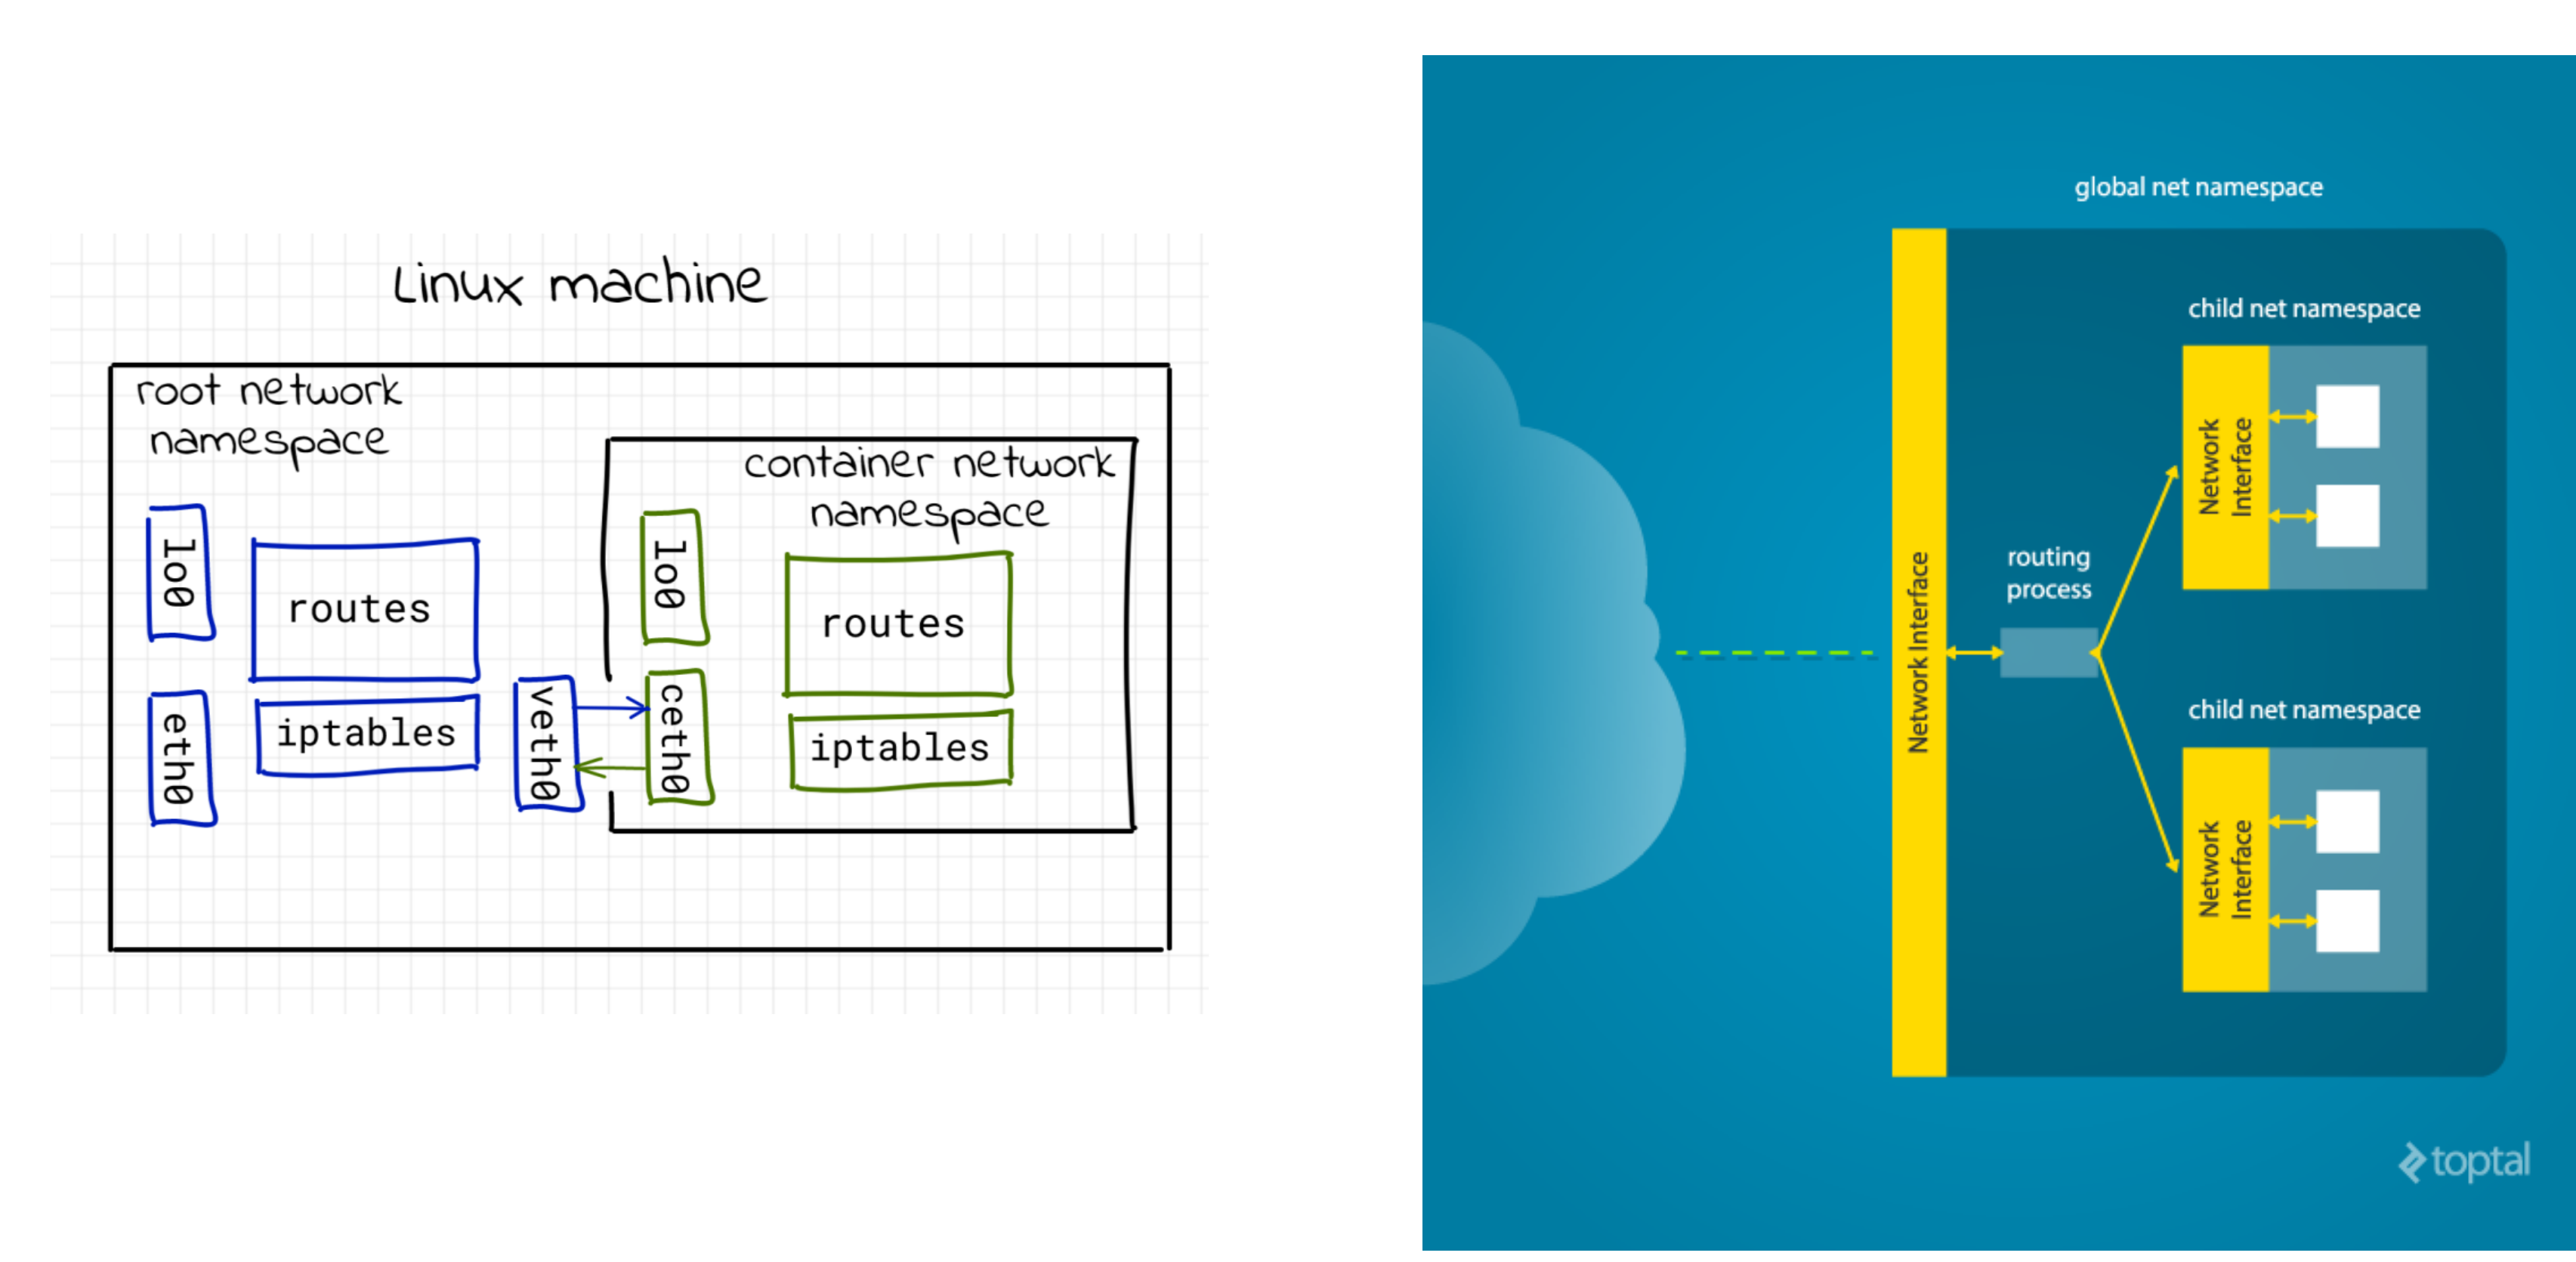 Linux machine
root network
namespace
lo0
routes
eth0
iptables
veth0
container network
namespace
lo0
routes
ceth0
iptables
global net namespace
Network Interface
routing
process
child net namespace
Network
Interface
child net namespace
Network
Interface
toptal